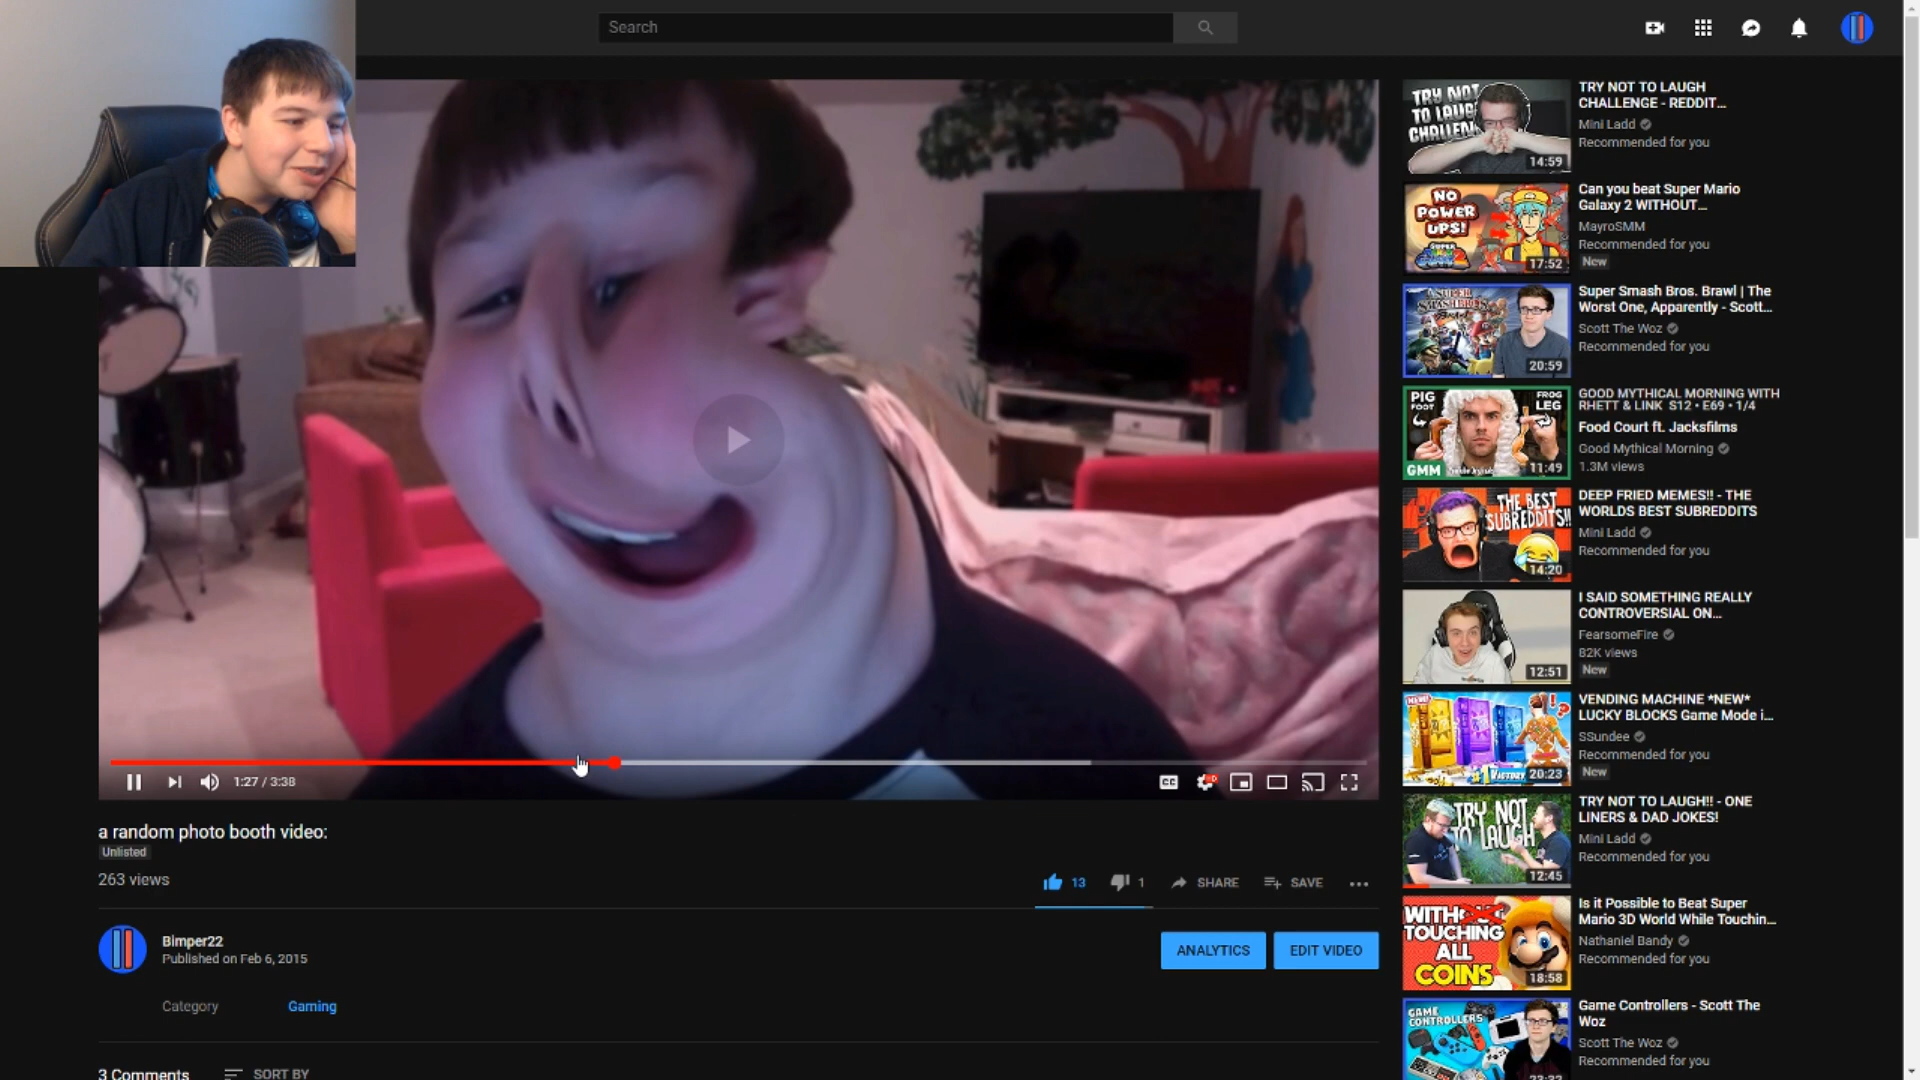 Search
1:27 / 3:38
CC
a random photo booth video:
Unlisted
263 views
13
1
SHARE
SAVE
Bimper22
Published on Feb 6, 2015
ANALYTICS
EDIT VIDEO
Category
Gaming
3 Comments
SORT BY
TRY NOT
TO LAUGH
CHALLEN
14:59
TRY NOT TO LAUGH
CHALLENGE - REDDIT...
Mini Ladd
Recommended for you
NO
POWER
UPS!
17:52
Can you beat Super Mario
Galaxy 2 WITHOUT...
MayroSMM
Recommended for you
New
20:59
Super Smash Bros. Brawl | The
Worst One, Apparently - Scott...
Scott The Woz
Recommended for you
PIG
FOOT
FROG
LEG
GMM
11:49
GOOD MYTHICAL MORNING WITH
RHETT & LINK S12 • E69 • 1/4
Food Court ft. Jacksfilms
Good Mythical Morning
1.3M views
THE BEST
SUBREDDITS!!
14:20
DEEP FRIED MEMES!! - THE
WORLDS BEST SUBREDDITS
Mini Ladd
Recommended for you
12:51
I SAID SOMETHING REALLY
CONTROVERSIAL ON...
FearsomeFire
82K views
New
20:23
VENDING MACHINE *NEW*
LUCKY BLOCKS Game Mode i...
SSundee
Recommended for you
New
TRY NOT
TO LAUGH
12:45
TRY NOT TO LAUGH!! - ONE
LINERS & DAD JOKES!
Mini Ladd
Recommended for you
WITHOUT
TOUCHING
ALL
COINS
18:58
Is it Possible to Beat Super
Mario 3D World While Touchin...
Nathaniel Bandy
Recommended for you
GAME
CONTROLLERS
Game Controllers - Scott The
Woz
Scott The Woz
Recommended for you